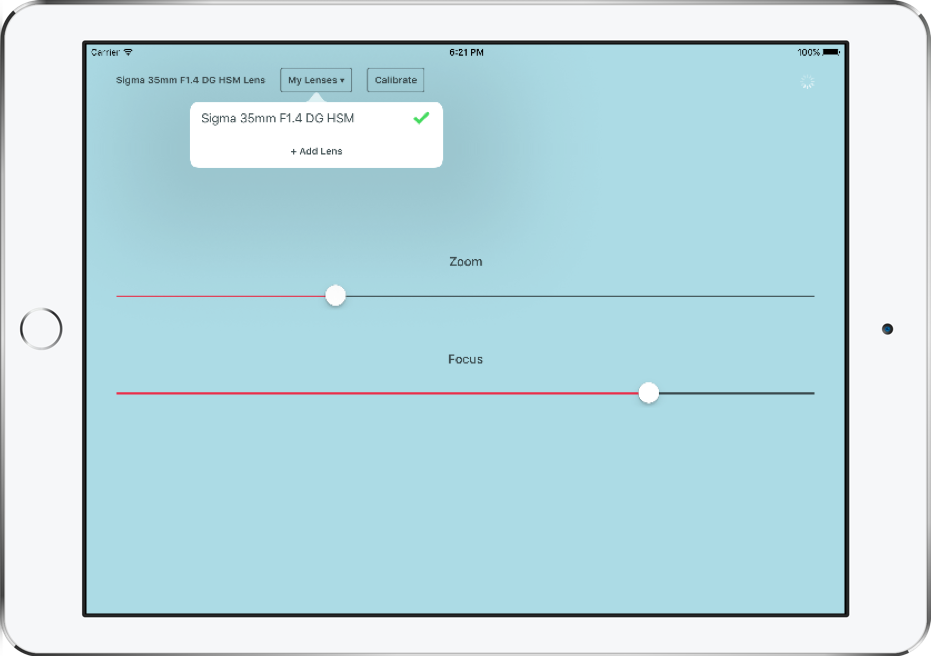 Carrier 6:21 PM 100%
Sigma 35mm F1.4 DG HSM Lens My Lenses ▾ Calibrate
Sigma 35mm F1.4 DG HSM
+ Add Lens
Zoom
Focus